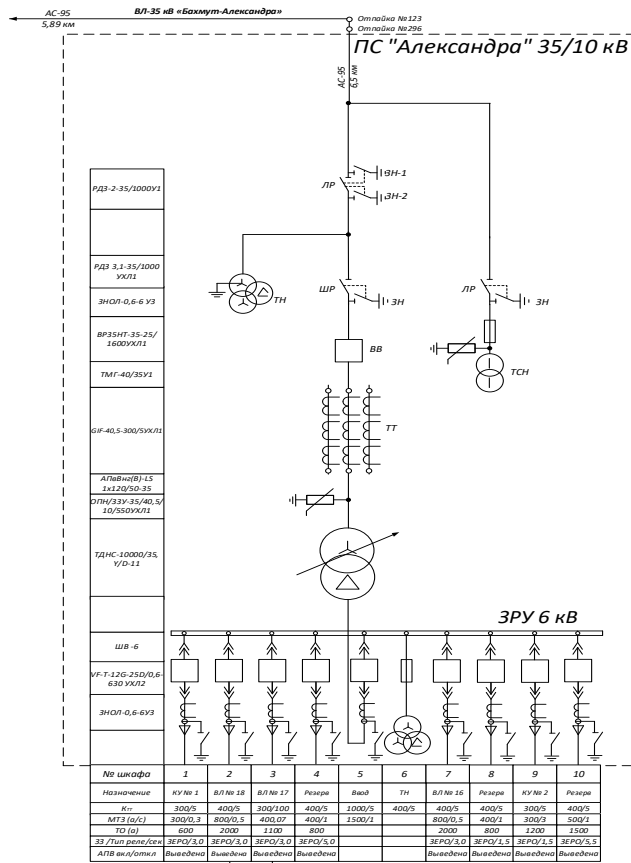 АС-95
ВЛ-35 кВ «Бахмут-Александра»
5,89 км
Отпайка №123
Отпайка №296
ПС "Александра" 35/10 кВ
АС-95
6,5 км
РДЗ-2-35/1000У1
ЛР
ЗН-1
ЗН-2
РДЗ 3,1-35/1000
УХЛ1
ТН
ШР
ЗН
ЛР
ЗН
ЗНОЛ-0,6-6 У3
ВР35НТ-35-25/
1600УХЛ1
ВВ
ТСН
ТМГ-40/35У1
GIF-40,5-300/5УХЛ1
ТТ
АПвВнг(В)-LS
1х120/50-35
ОПН/ЗЗУ-35/40,5/
10/550УХЛ1
ТДНС-10000/35,
Y/D-11
ЗРУ 6 кВ
ШВ -6
VF-T-12G-25D/0,6-
630 УХЛ2
ЗНОЛ-0,6-6У3
№ шкафа 1 2 3 4 5 6 7 8 9 10
Назначение КУ № 1 ВЛ № 18 ВЛ № 17 Резерв Ввод ТН ВЛ № 16 Резерв КУ № 2 Резерв
Ктт 300/5 400/5 300/100 400/5 1000/5 400/5 400/5 400/5 300/5 400/5
МТЗ (а/с) 300/0,3 800/0,5 400,07 400/1 1500/1 800/0,5 400/1 300/3 500/1
ТО (а) 600 2000 1100 800 2000 800 1200 1500
ЗЗ /Тип реле/сек ЗЕРО/3,0 ЗЕРО/3,0 ЗЕРО/3,0 ЗЕРО/5,0 ЗЕРО/3,0 ЗЕРО/1,5 ЗЕРО/1,5 ЗЕРО/5,5
АПВ вкл/откл Выведена Выведена Выведена Выведена Выведена Выведена Выведена Выведена